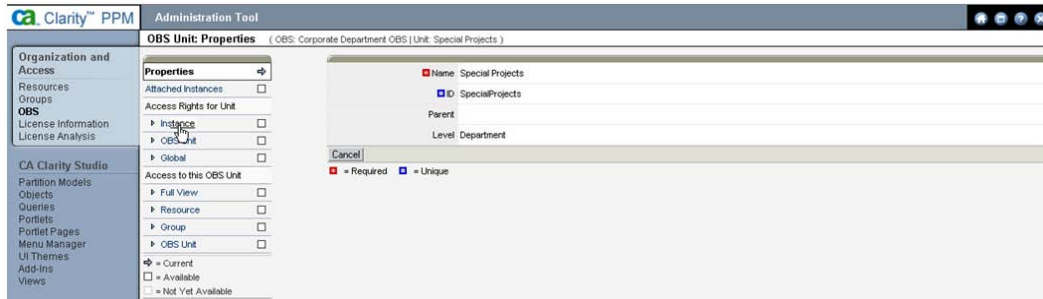 ca. Clarity™ PPM
Administration Tool
OBS Unit: Properties ( OBS: Corporate Department OBS | Unit: Special Projects )
Organization and
Access
Resources
Groups
OBS
License Information
License Analysis
CA Clarity Studio
Partition Models
Objects
Queries
Portlets
Portlet Pages
Menu Manager
UI Themes
Add-Ins
Views
Properties
Attached Instances
Access Rights for Unit
Instance
OBS Unit
Global
Access to this OBS Unit
Full View
Resource
Group
OBS Unit
= Current
= Available
= Not Yet Available
Name Special Projects
ID SpecialProjects
Parent
Level Department
Cancel
= Required = Unique